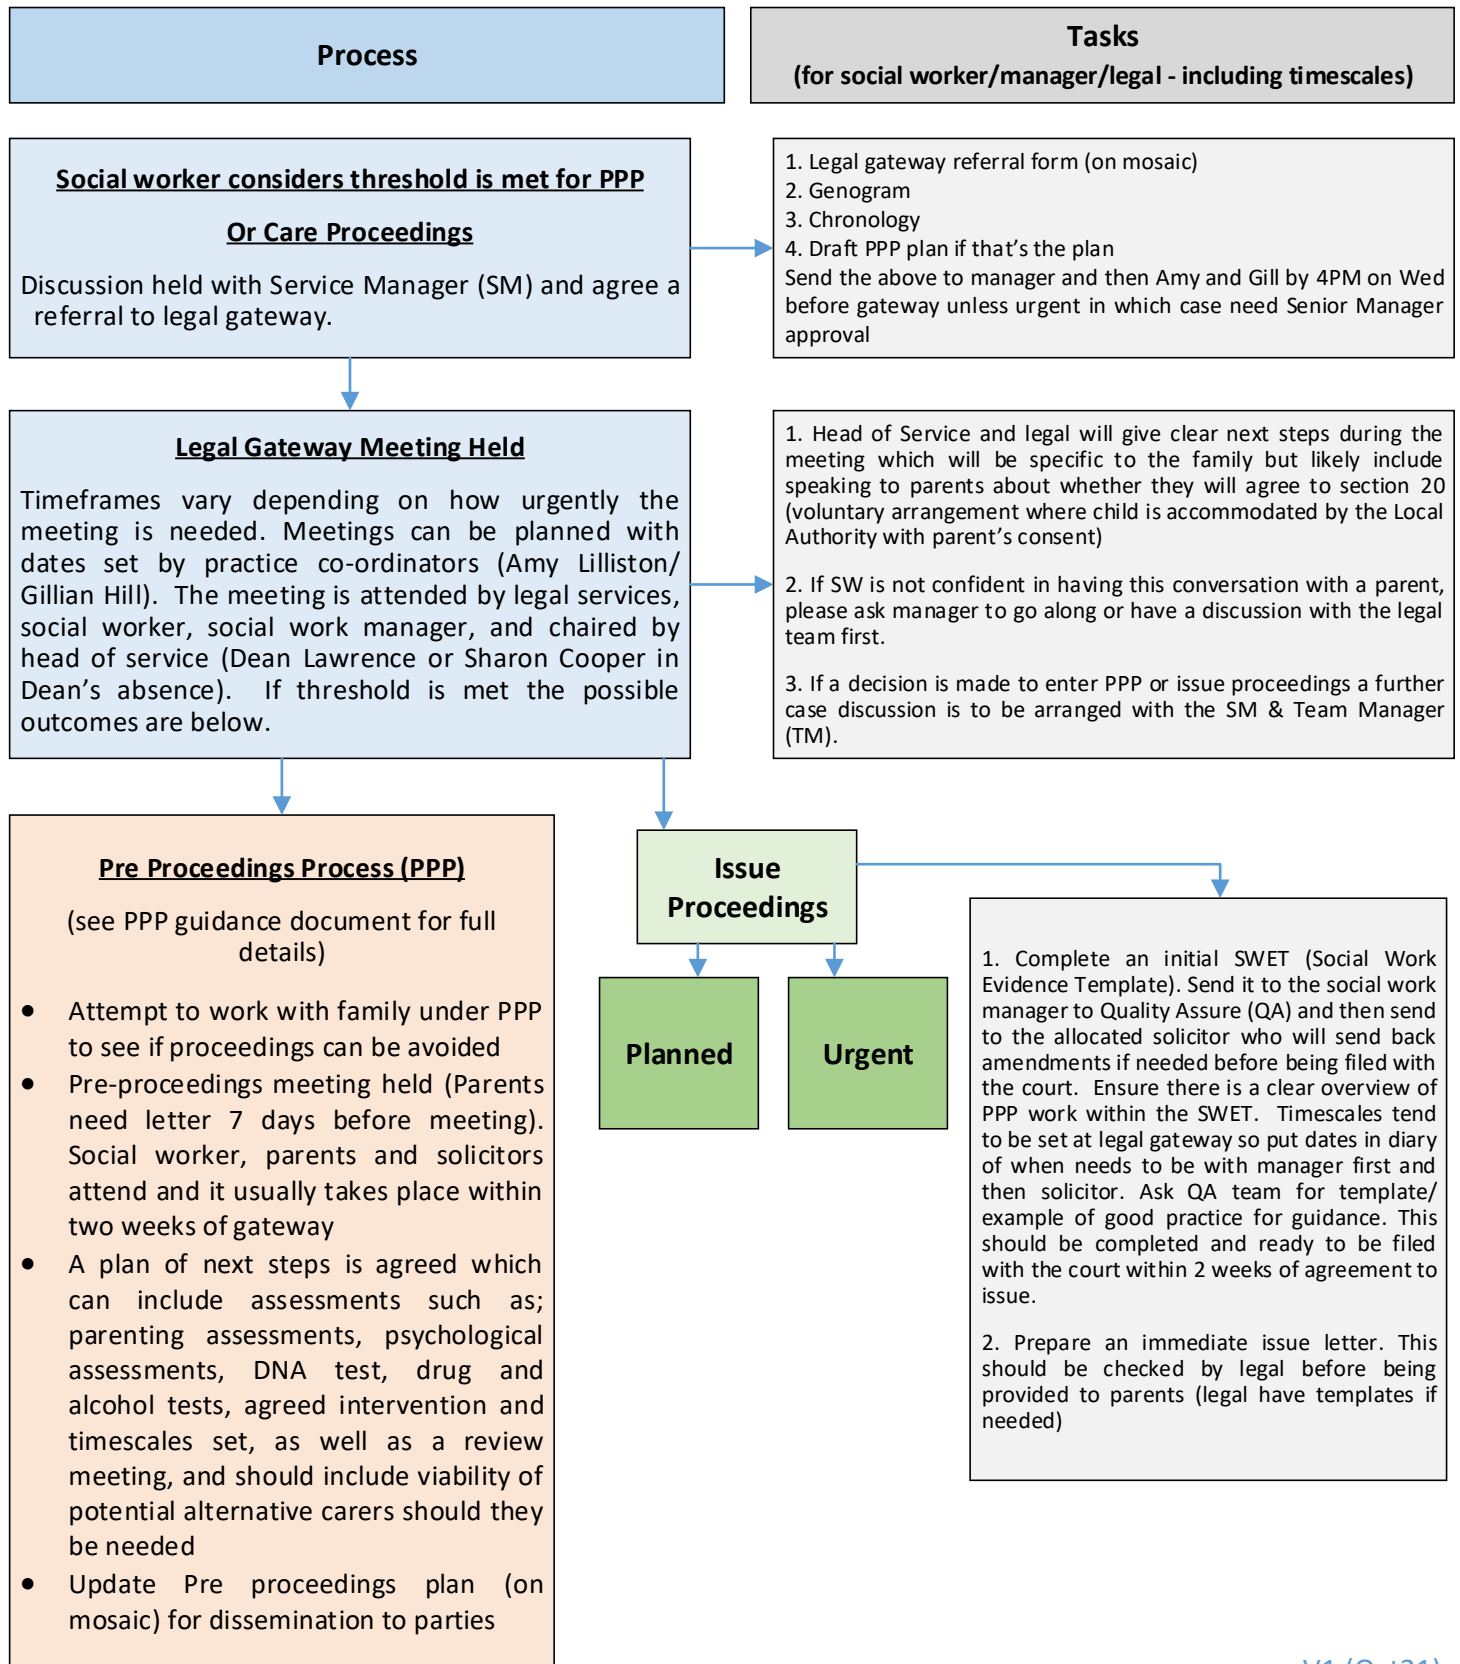 Process
Tasks
(for social worker/manager/legal - including timescales)
Social worker considers threshold is met for PPP
Or Care Proceedings
Discussion held with Service Manager (SM) and agree a
referral to legal gateway.
1. Legal gateway referral form (on mosaic)
2. Genogram
3. Chronology
4. Draft PPP plan if that's the plan
Send the above to manager and then Amy and Gill by 4PM on Wed
before gateway unless urgent in which case need Senior Manager
approval
Legal Gateway Meeting Held
Timeframes vary depending on how urgently the
meeting is needed. Meetings can be planned with
dates set by practice co-ordinators (Amy Lilliston/
Gillian Hill). The meeting is attended by legal services,
social worker, social work manager, and chaired by
head of service (Dean Lawrence or Sharon Cooper in
Dean's absence). If threshold is met the possible
outcomes are below.
1. Head of Service and legal will give clear next steps during the
meeting which will be specific to the family but likely include
speaking to parents about whether they will agree to section 20
(voluntary arrangement where child is accommodated by the Local
Authority with parent's consent)
2. If SW is not confident in having this conversation with a parent,
please ask manager to go along or have a discussion with the legal
team first.
3. If a decision is made to enter PPP or issue proceedings a further
case discussion is to be arranged with the SM & Team Manager
(TM).
Pre Proceedings Process (PPP)
(see PPP guidance document for full
details)
• Attempt to work with family under PPP
to see if proceedings can be avoided
• Pre-proceedings meeting held (Parents
need letter 7 days before meeting).
Social worker, parents and solicitors
attend and it usually takes place within
two weeks of gateway
• A plan of next steps is agreed which
can include assessments such as;
parenting assessments, psychological
assessments, DNA test, drug and
alcohol tests, agreed intervention and
timescales set, as well as a review
meeting, and should include viability of
potential alternative carers should they
be needed
• Update Pre proceedings plan (on
mosaic) for dissemination to parties
Issue
Proceedings
Planned
Urgent
1. Complete an initial SWET (Social Work
Evidence Template). Send it to the social work
manager to Quality Assure (QA) and then send
to the allocated solicitor who will send back
amendments if needed before being filed with
the court. Ensure there is a clear overview of
PPP work within the SWET. Timescales tend
to be set at legal gateway so put dates in diary
of when needs to be with manager first and
then solicitor. Ask QA team for template/
example of good practice for guidance. This
should be completed and ready to be filed
with the court within 2 weeks of agreement to
issue.
2. Prepare an immediate issue letter. This
should be checked by legal before being
provided to parents (legal have templates if
needed)
V1 (Oct21)